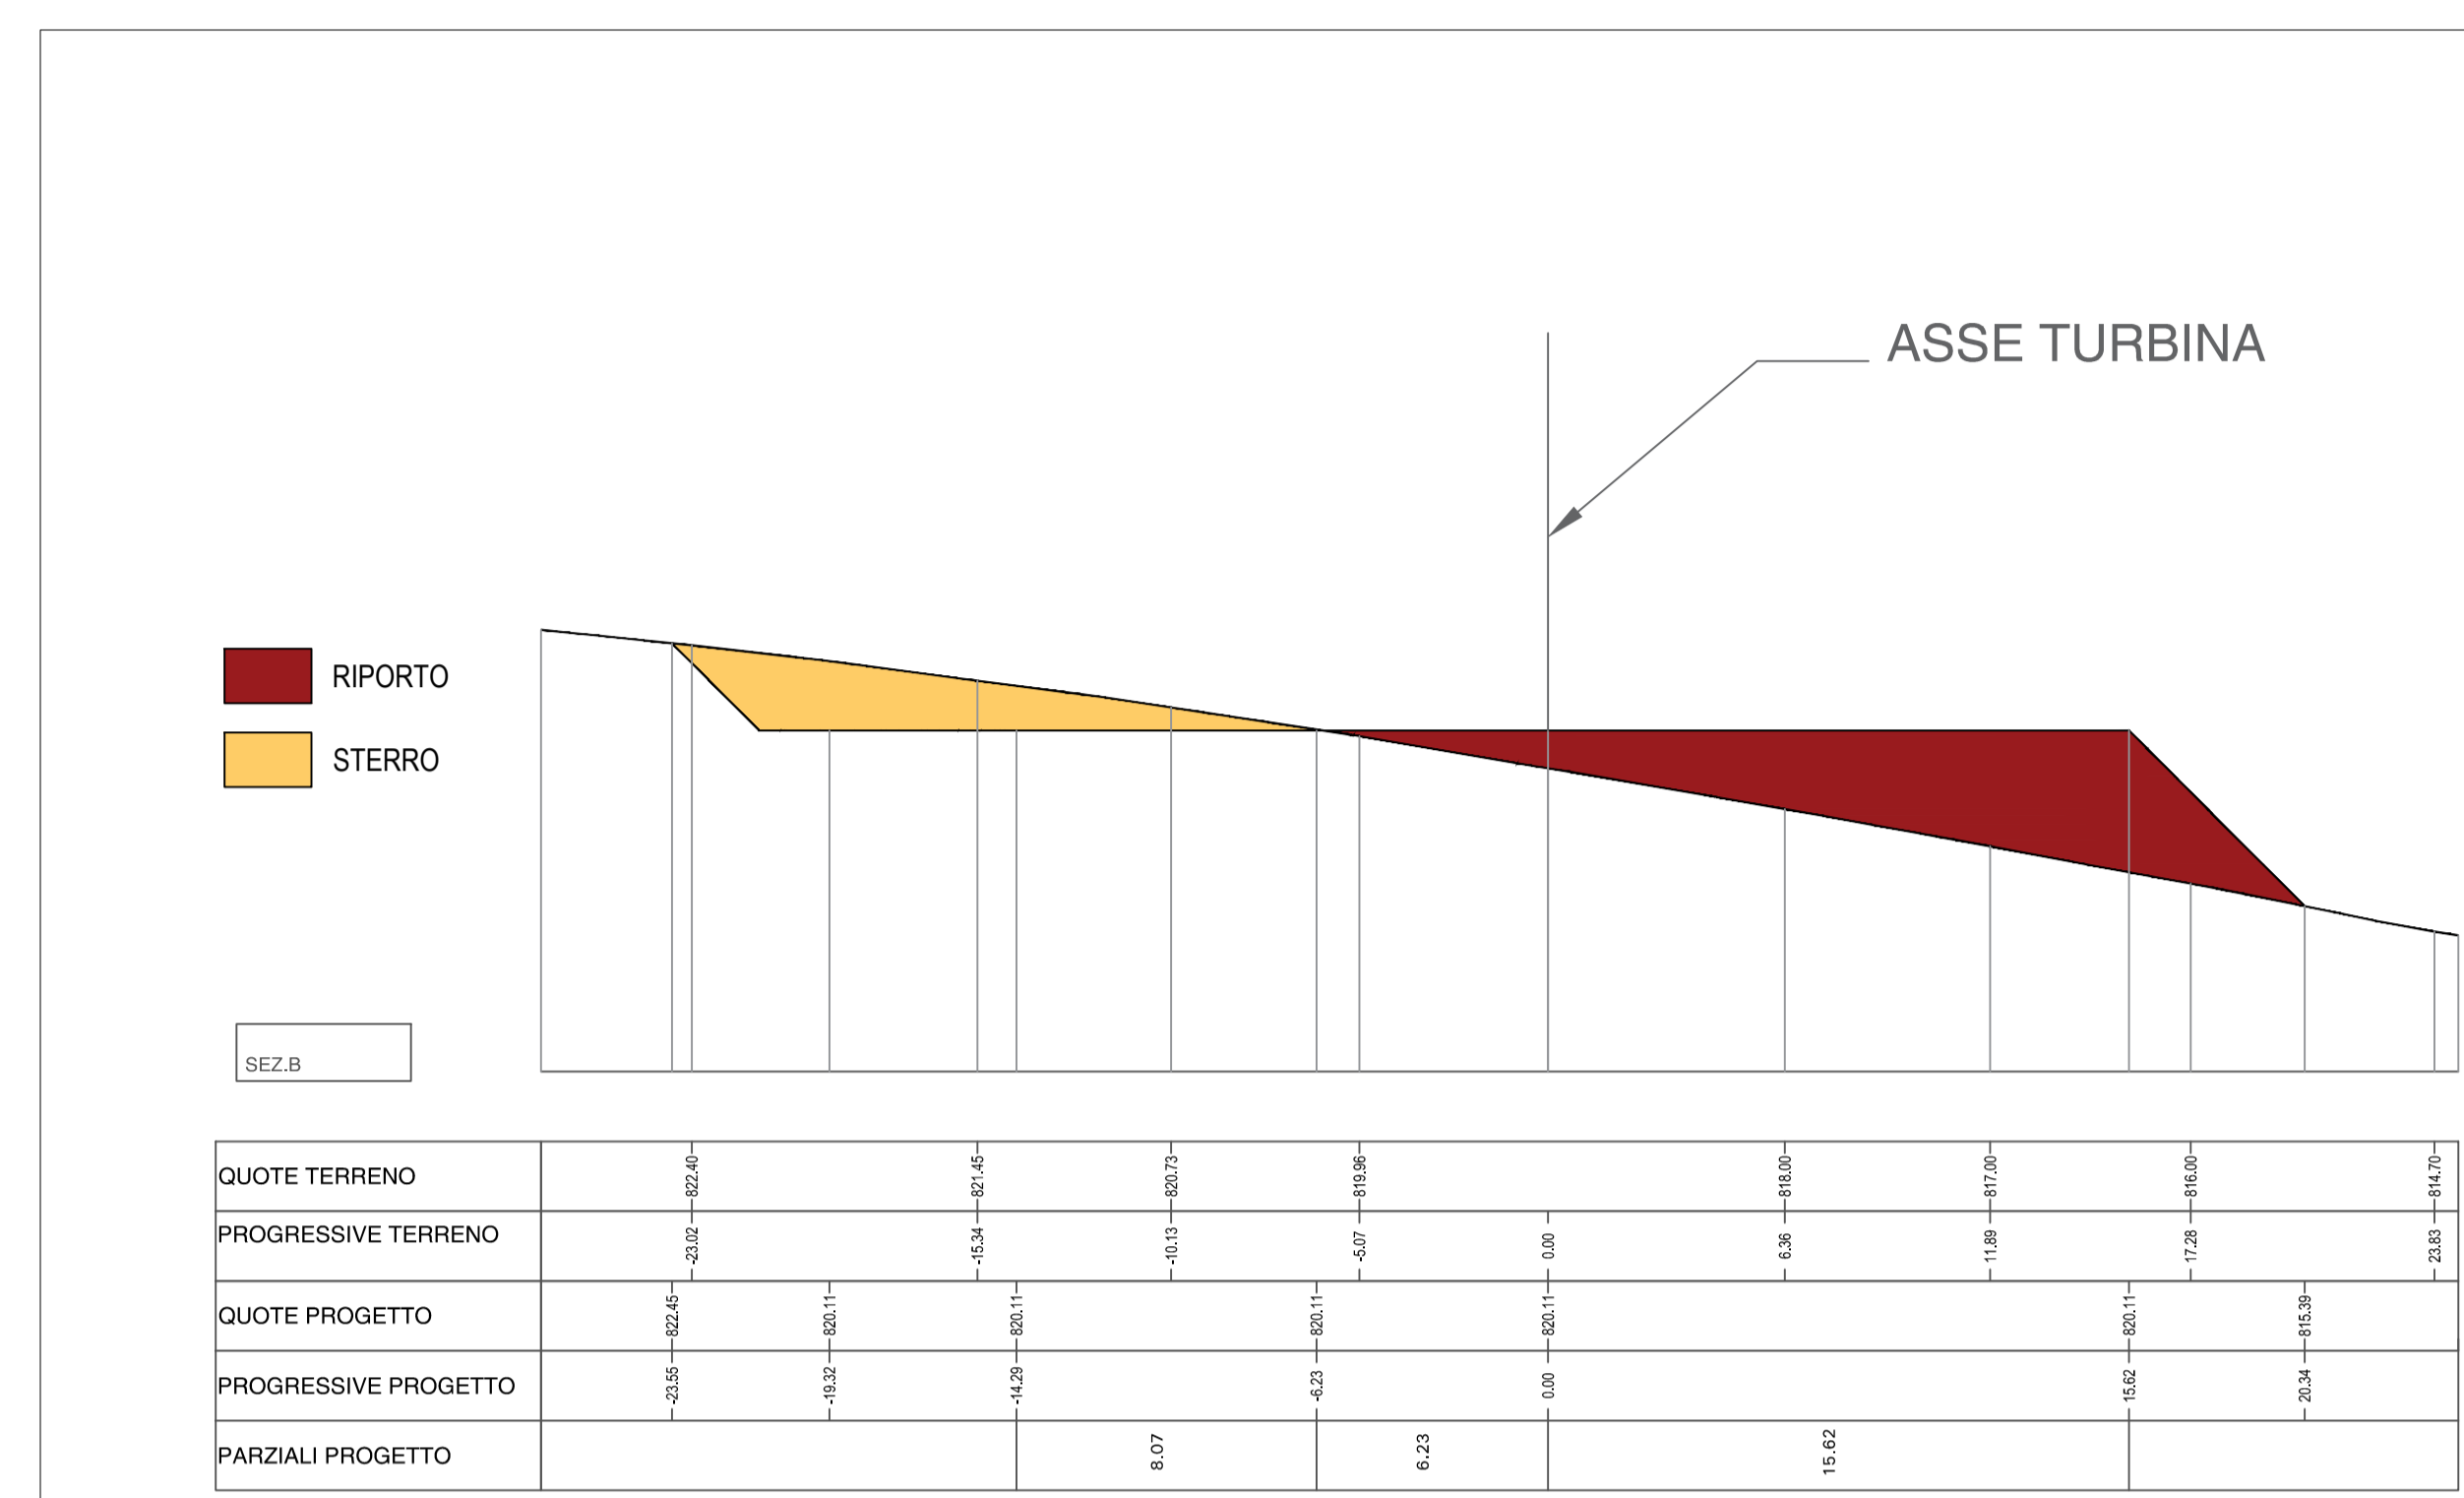 ASSE TURBINA
RIPORTO
STERRO
SEZ.B
QUOTE TERRENO 822.40 821.45 820.73 819.96 818.00 817.00 816.00 814.70
PROGRESSIVE TERRENO -23.02 -15.34 -10.13 -5.07 0.00 6.36 11.89 17.28 23.83
QUOTE PROGETTO 822.45 820.11 820.11 820.11 820.11 820.11 815.39
PROGRESSIVE PROGETTO -23.55 -19.32 -14.29 -6.23 0.00 15.62 20.34
PARZIALI PROGETTO 8.07 6.23 15.62